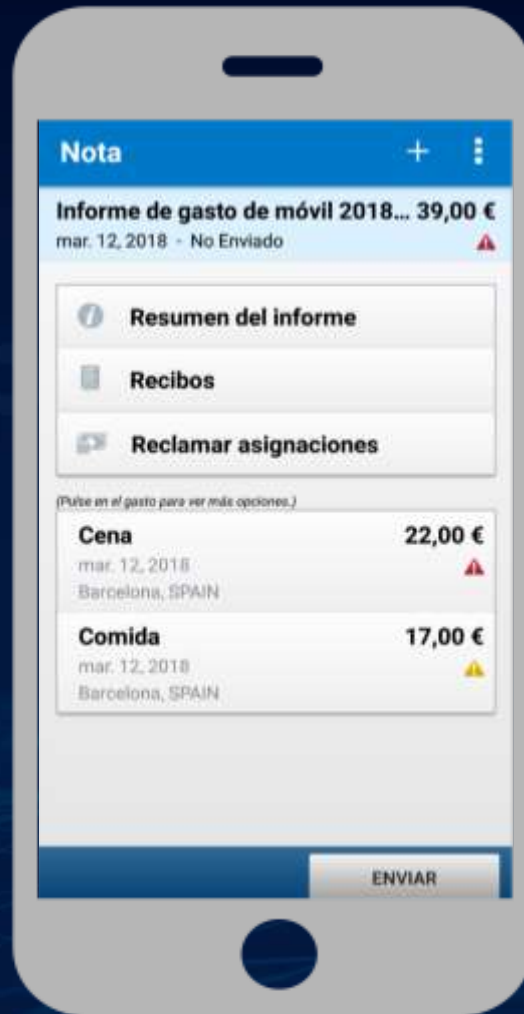 Nota
Informe de gasto de móvil 2018... 39,00 €
mar. 12, 2018 - No Enviado
Resumen del informe
Recibos
Reclamar asignaciones
(Pulse en el gasto para ver más opciones.)
Cena 22,00 €
mar. 12, 2018
Barcelona, SPAIN
Comida 17,00 €
mar. 12, 2018
Barcelona, SPAIN
ENVIAR